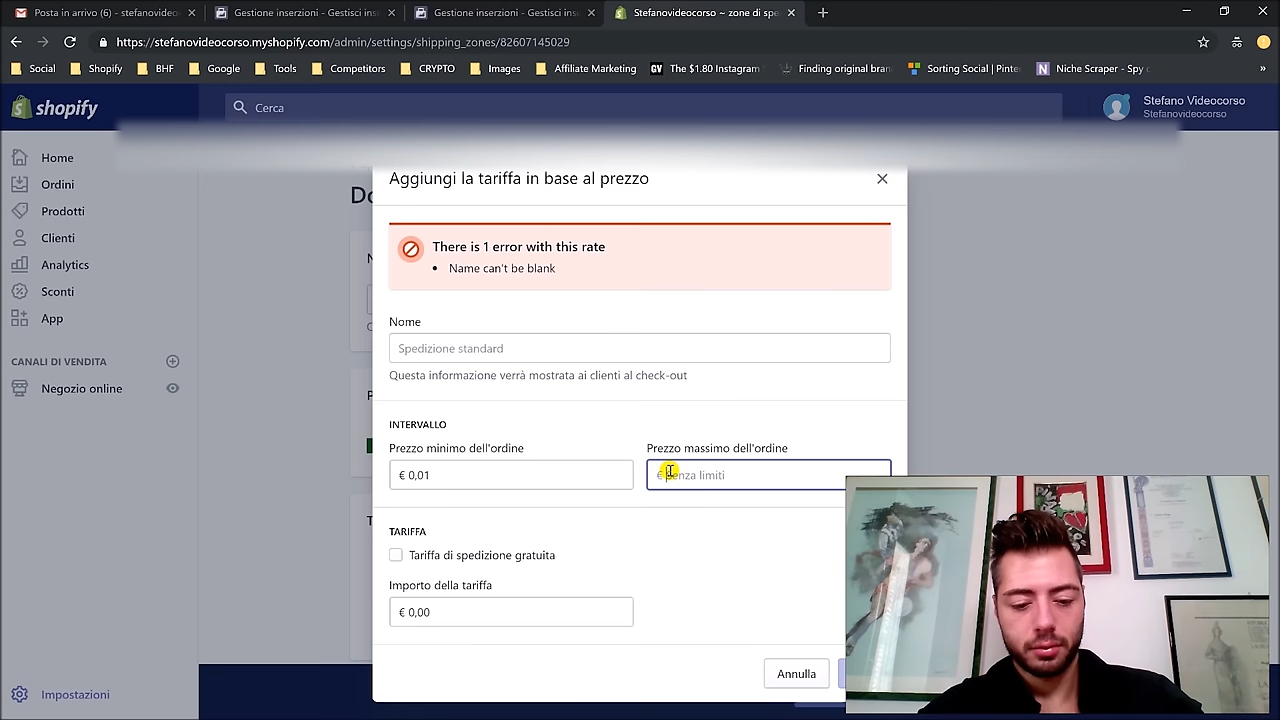 Posta in arrivo (6) - stefanovideo
Gestione inserzioni - Gestisci ins
Gestione inserzioni - Gestisci ins
Stefanovideocorso ~ zone di spe
https://stefanovideocorso.myshopify.com/admin/settings/shipping_zones/82607145029
Social
Shopify
BHF
Google
Tools
Competitors
CRYPTO
Images
Affiliate Marketing
GV The $1.80 Instagram
Finding original bran
Sorting Social | Pinte
N Niche Scraper - Spy c
»
shopify
Cerca
Stefano Videocorso
Stefanovideocorso
Home
Ordini
Prodotti
Clienti
Analytics
Sconti
App
CANALI DI VENDITA
Negozio online
Impostazioni
Do
N
C
P
T
Aggiungi la tariffa in base al prezzo
There is 1 error with this rate
• Name can't be blank
Nome
Spedizione standard
Questa informazione verrà mostrata ai clienti al check-out
INTERVALLO
Prezzo minimo dell'ordine
Prezzo massimo dell'ordine
€ 0,01
€ Senza limiti
TARIFFA
Tariffa di spedizione gratuita
Importo della tariffa
€ 0,00
Annulla